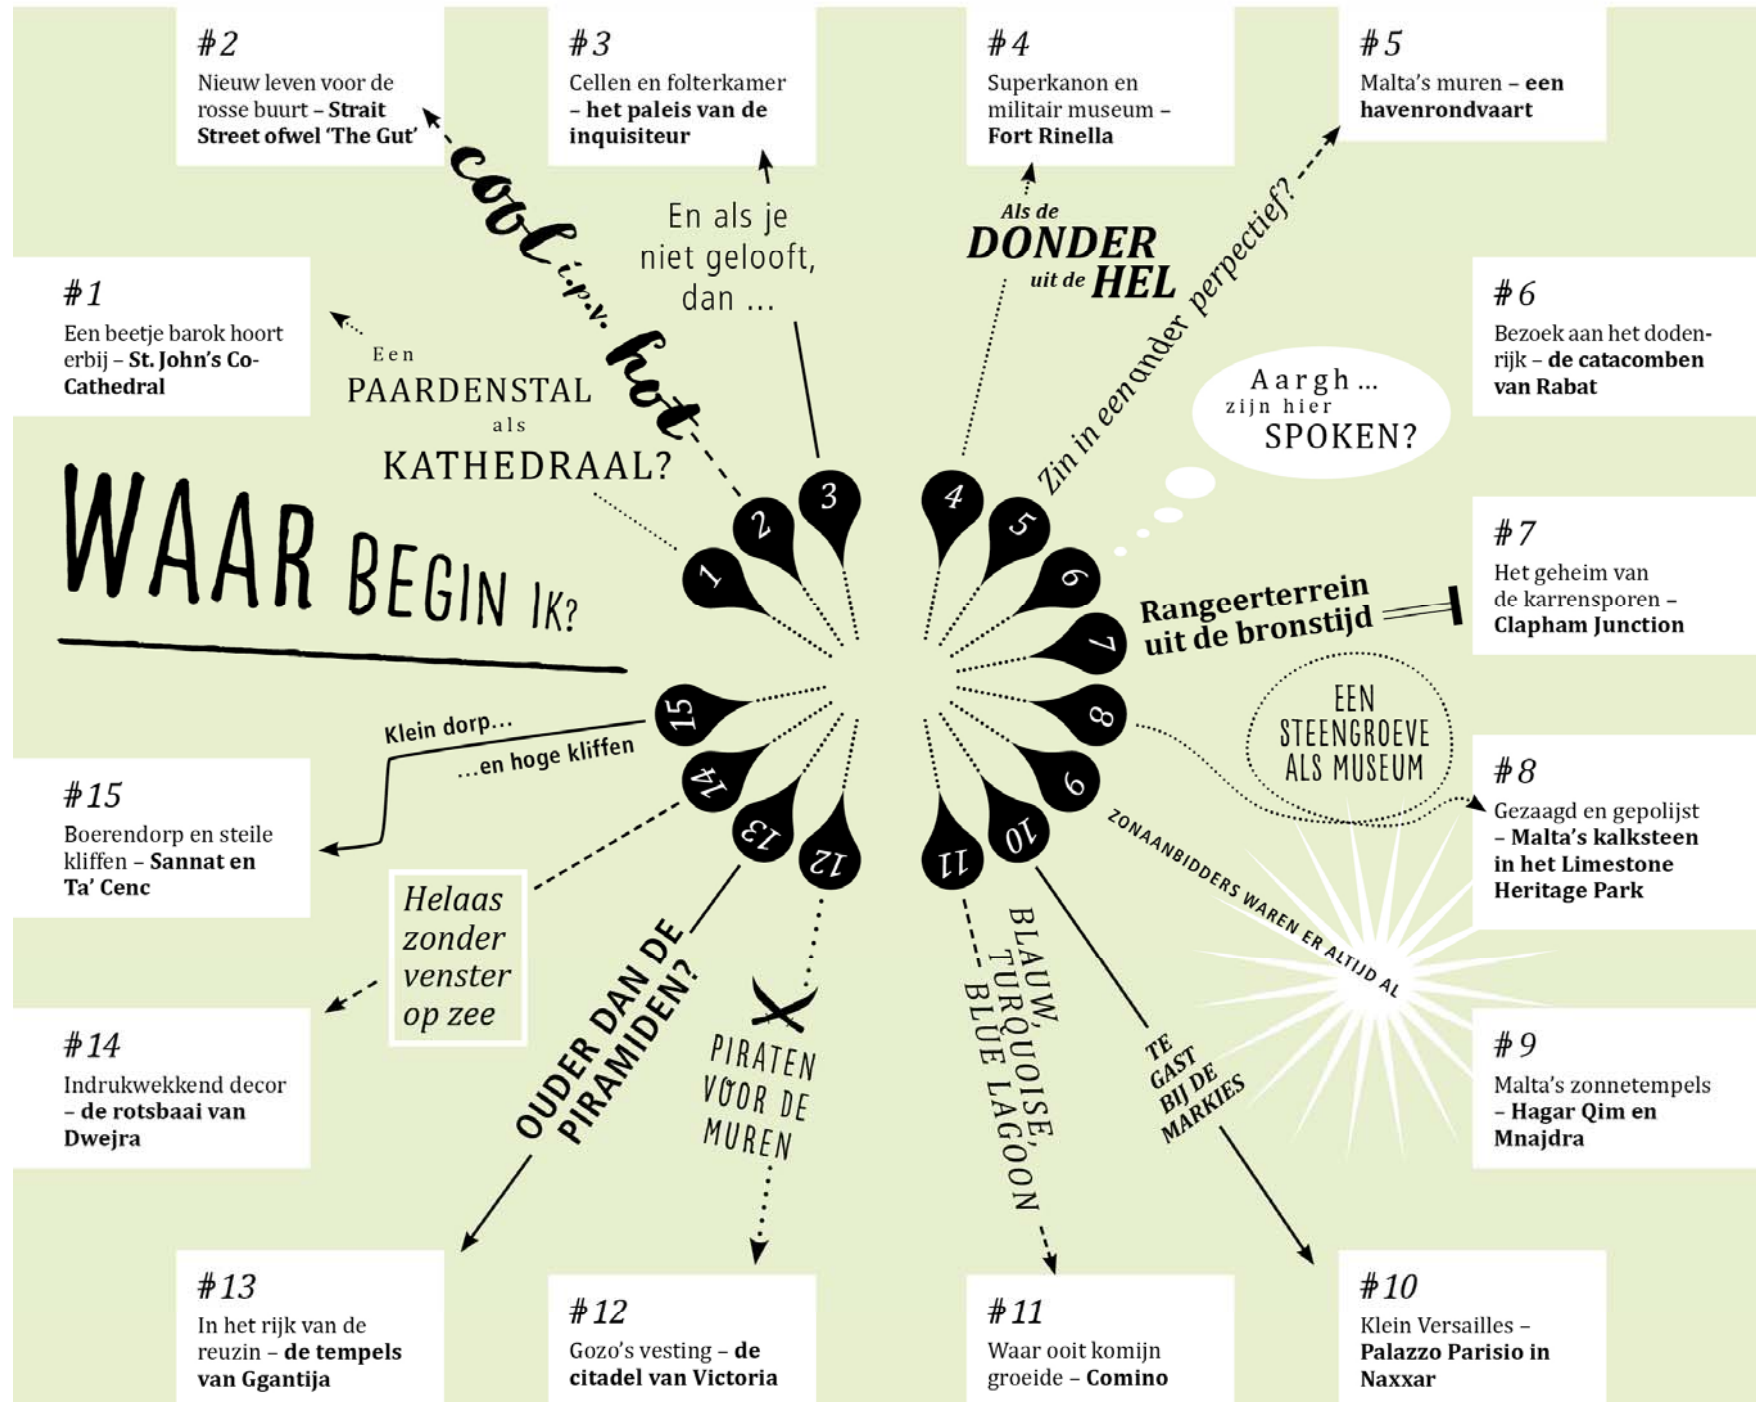 #2
Nieuw leven voor de
rosse buurt – Strait
Street ofwel ‘The Gut’
#3
Cellen en folterkamer
– het paleis van de
inquisiteur
#4
Superkanon en
militair museum –
Fort Rinella
#5
Malta’s muren – een
havenrondvaart
cool i.p.v. hot
En als je
niet gelooft,
dan ...
Als de
DONDER
uit de HEL
Zin in een ander perpectief?
#1
Een beetje barok hoort
erbij – St. John’s Co-
Cathedral
Een
PAARDENSTAL
als
KATHEDRAAL?
#6
Bezoek aan het doden-
rijk – de catacomben
van Rabat
Aargh ...
zijn hier
SPOKEN?
WAAR BEGIN IK?
1
2
3
4
5
6
7
8
9
10
11
12
13
14
15
Rangeerterrein
uit de bronstijd
#7
Het geheim van
de karrensporen –
Clapham Junction
EEN
STEENGROEVE
ALS MUSEUM
#8
Gezaagd en gepolijst
– Malta’s kalksteen
in het Limestone
Heritage Park
Klein dorp...
...en hoge kliffen
#15
Boerendorp en steile
kliffen – Sannat en
Ta’ Cenc
ZONAANBIDDERS WAREN ER ALTIJD AL
Helaas
zonder
venster
op zee
#14
Indrukwekkend decor
– de rotsbaai van
Dwejra
OUDER DAN DE
PIRAMIDEN?
PIRATEN
VOOR DE
MUREN
BLAUW,
TURQUOISE,
BLUE LAGOON
TE
GAST
BIJ DE
MARKIES
#9
Malta’s zonnetempels
– Hagar Qim en
Mnajdra
#13
In het rijk van de
reuzin – de tempels
van Ggantija
#12
Gozo’s vesting – de
citadel van Victoria
#11
Waar ooit komijn
groeide – Comino
#10
Klein Versailles –
Palazzo Parisio in
Naxxar